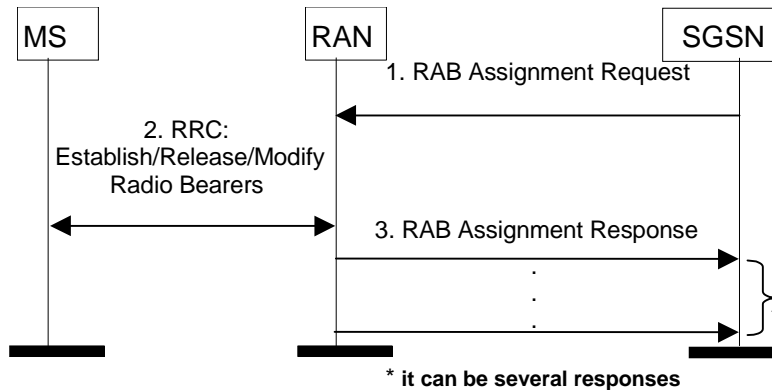 MS
RAN
SGSN
1. RAB Assignment Request
2. RRC:
Establish/Release/Modify
Radio Bearers
3. RAB Assignment Response
.
.
.
* it can be several responses